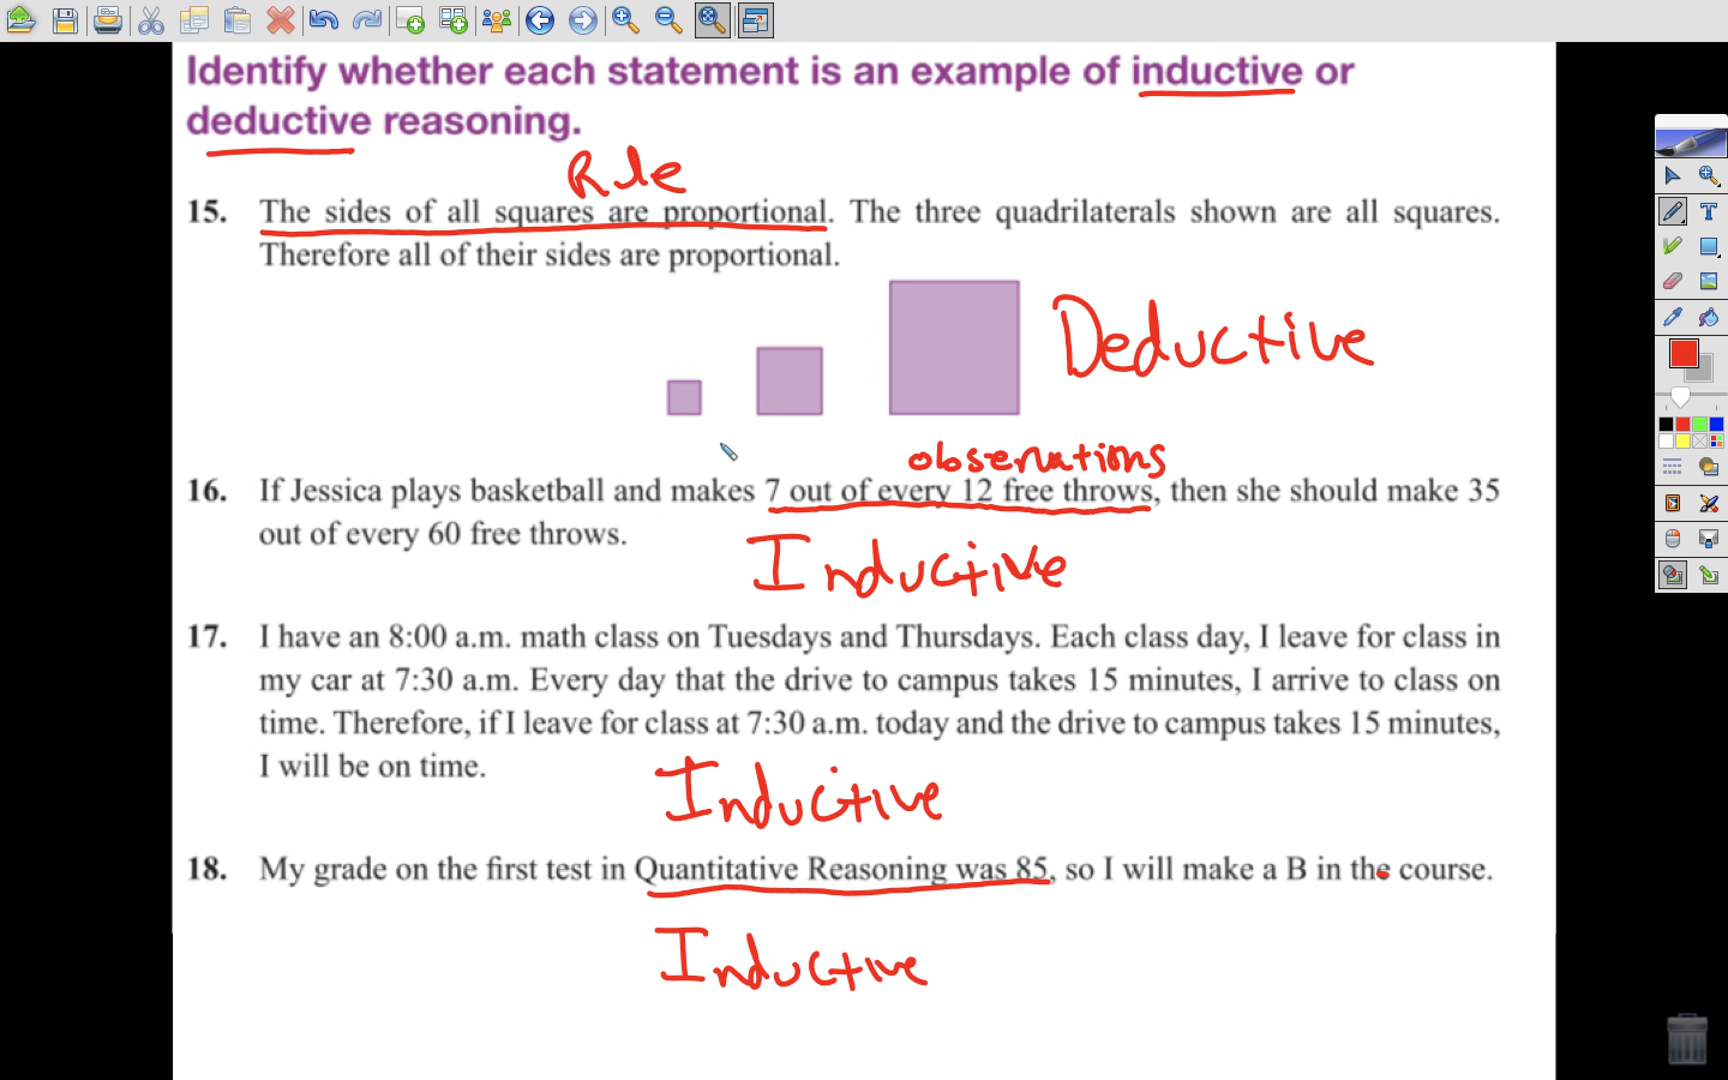 Identify whether each statement is an example of inductive or
deductive reasoning.
Rule
15. The sides of all squares are proportional. The three quadrilaterals shown are all squares.
Therefore all of their sides are proportional.
Deductive
observations
16. If Jessica plays basketball and makes 7 out of every 12 free throws, then she should make 35
out of every 60 free throws.
Inductive
17. I have an 8:00 a.m. math class on Tuesdays and Thursdays. Each class day, I leave for class in
my car at 7:30 a.m. Every day that the drive to campus takes 15 minutes, I arrive to class on
time. Therefore, if I leave for class at 7:30 a.m. today and the drive to campus takes 15 minutes,
I will be on time.
Inductive
18. My grade on the first test in Quantitative Reasoning was 85, so I will make a B in the course.
Inductive
T